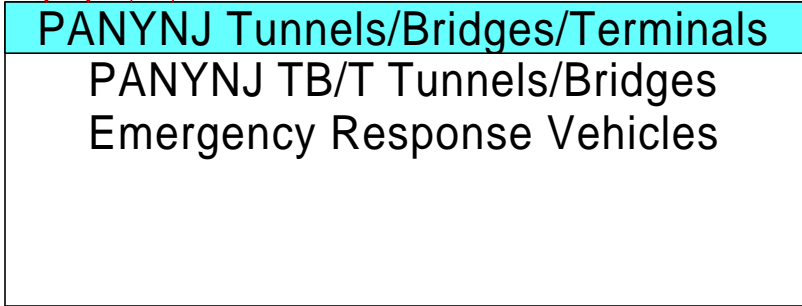 PANYNJ Tunnels/Bridges/Terminals
PANYNJ TB/T Tunnels/Bridges
Emergency Response Vehicles